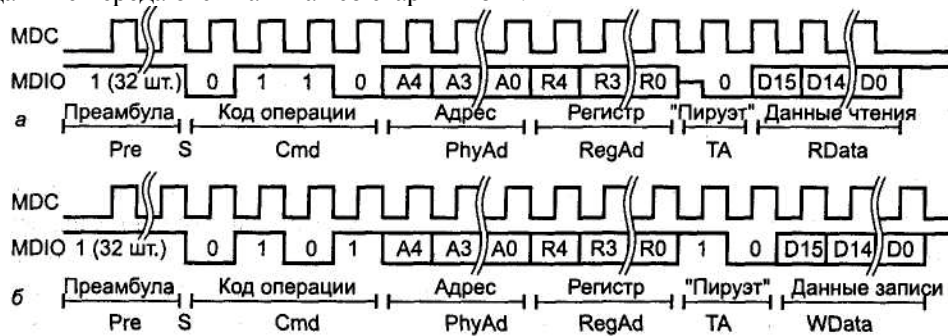 MDC
MDIO 1 (32 шт.) 0 1 1 0 A4 A3 A0 R4 R3 R0 0 D15 D14 D0
а Преамбула Код операции Адрес Регистр "Пируэт" Данные чтения
Pre S Cmd PhyAd RegAd TA RData
MDC
MDIO 1 (32 шт.) 0 1 0 1 A4 A3 A0 R4 R3 R0 1 0 D15 D14 D0
б Преамбула Код операции Адрес Регистр "Пируэт" Данные записи
Pre S Cmd PhyAd RegAd TA WData